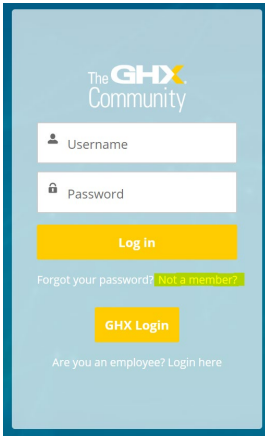 The GHX.
Community
Username
Password
Log in
Forgot your password? Not a member?
GHX Login
Are you an employee? Login here